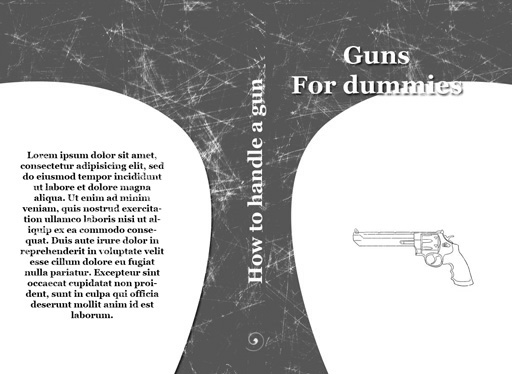 Guns
For dummies
How to handle a gun
Lorem ipsum dolor sit amet,
consectetur adipisicing elit, sed
do eiusmod tempor incididunt
ut labore et dolore magna
aliqua. Ut enim ad minim
veniam, quis nostrud exercita-
tion ullamco laboris nisi ut al-
iquip ex ea commodo conse-
quat. Duis aute irure dolor in
reprehenderit in voluptate velit
esse cillum dolore eu fugiat
nulla pariatur. Excepteur sint
occaecat cupidatat non proi-
dent, sunt in culpa qui officia
deserunt mollit anim id est
laborum.